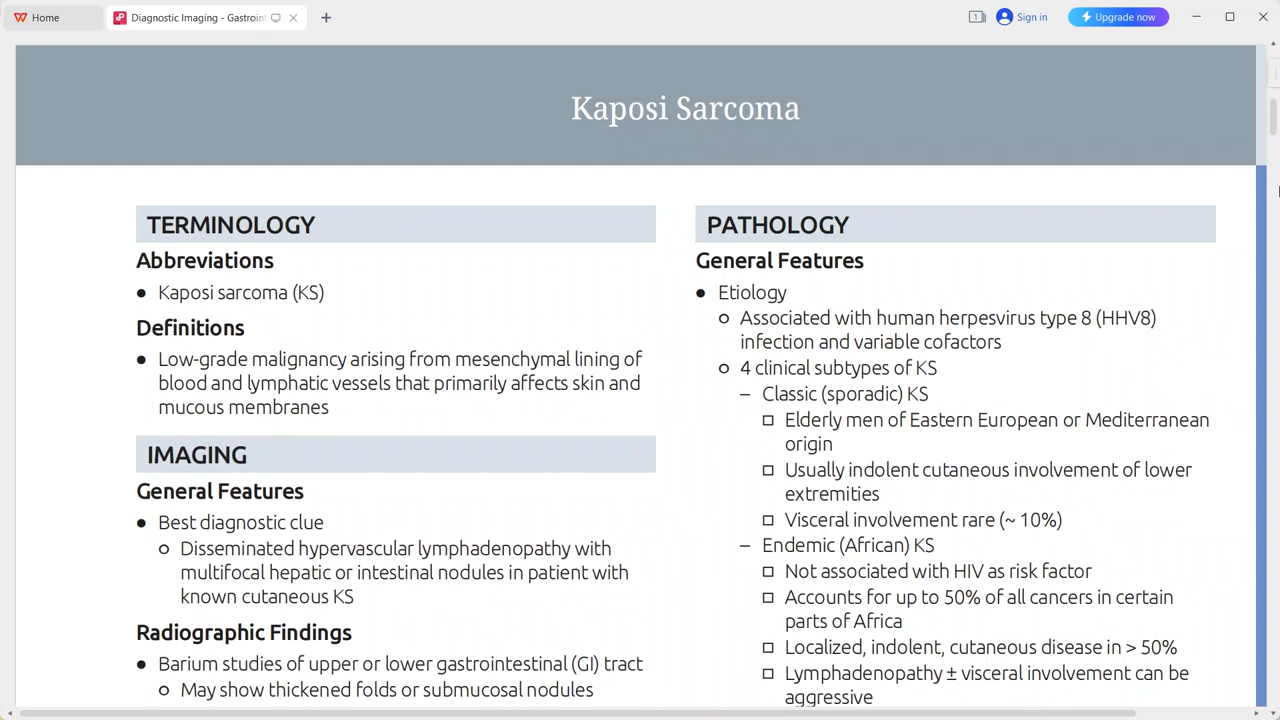 Home
Diagnostic Imaging - Gastroint
1
Sign in
Upgrade now
Kaposi Sarcoma
TERMINOLOGY
Abbreviations
● Kaposi sarcoma (KS)
Definitions
● Low-grade malignancy arising from mesenchymal lining of
blood and lymphatic vessels that primarily affects skin and
mucous membranes
IMAGING
General Features
● Best diagnostic clue
○ Disseminated hypervascular lymphadenopathy with
multifocal hepatic or intestinal nodules in patient with
known cutaneous KS
Radiographic Findings
● Barium studies of upper or lower gastrointestinal (GI) tract
○ May show thickened folds or submucosal nodules
PATHOLOGY
General Features
● Etiology
○ Associated with human herpesvirus type 8 (HHV8)
infection and variable cofactors
○ 4 clinical subtypes of KS
– Classic (sporadic) KS
□ Elderly men of Eastern European or Mediterranean
origin
□ Usually indolent cutaneous involvement of lower
extremities
□ Visceral involvement rare (~ 10%)
– Endemic (African) KS
□ Not associated with HIV as risk factor
□ Accounts for up to 50% of all cancers in certain
parts of Africa
□ Localized, indolent, cutaneous disease in > 50%
□ Lymphadenopathy ± visceral involvement can be
aggressive